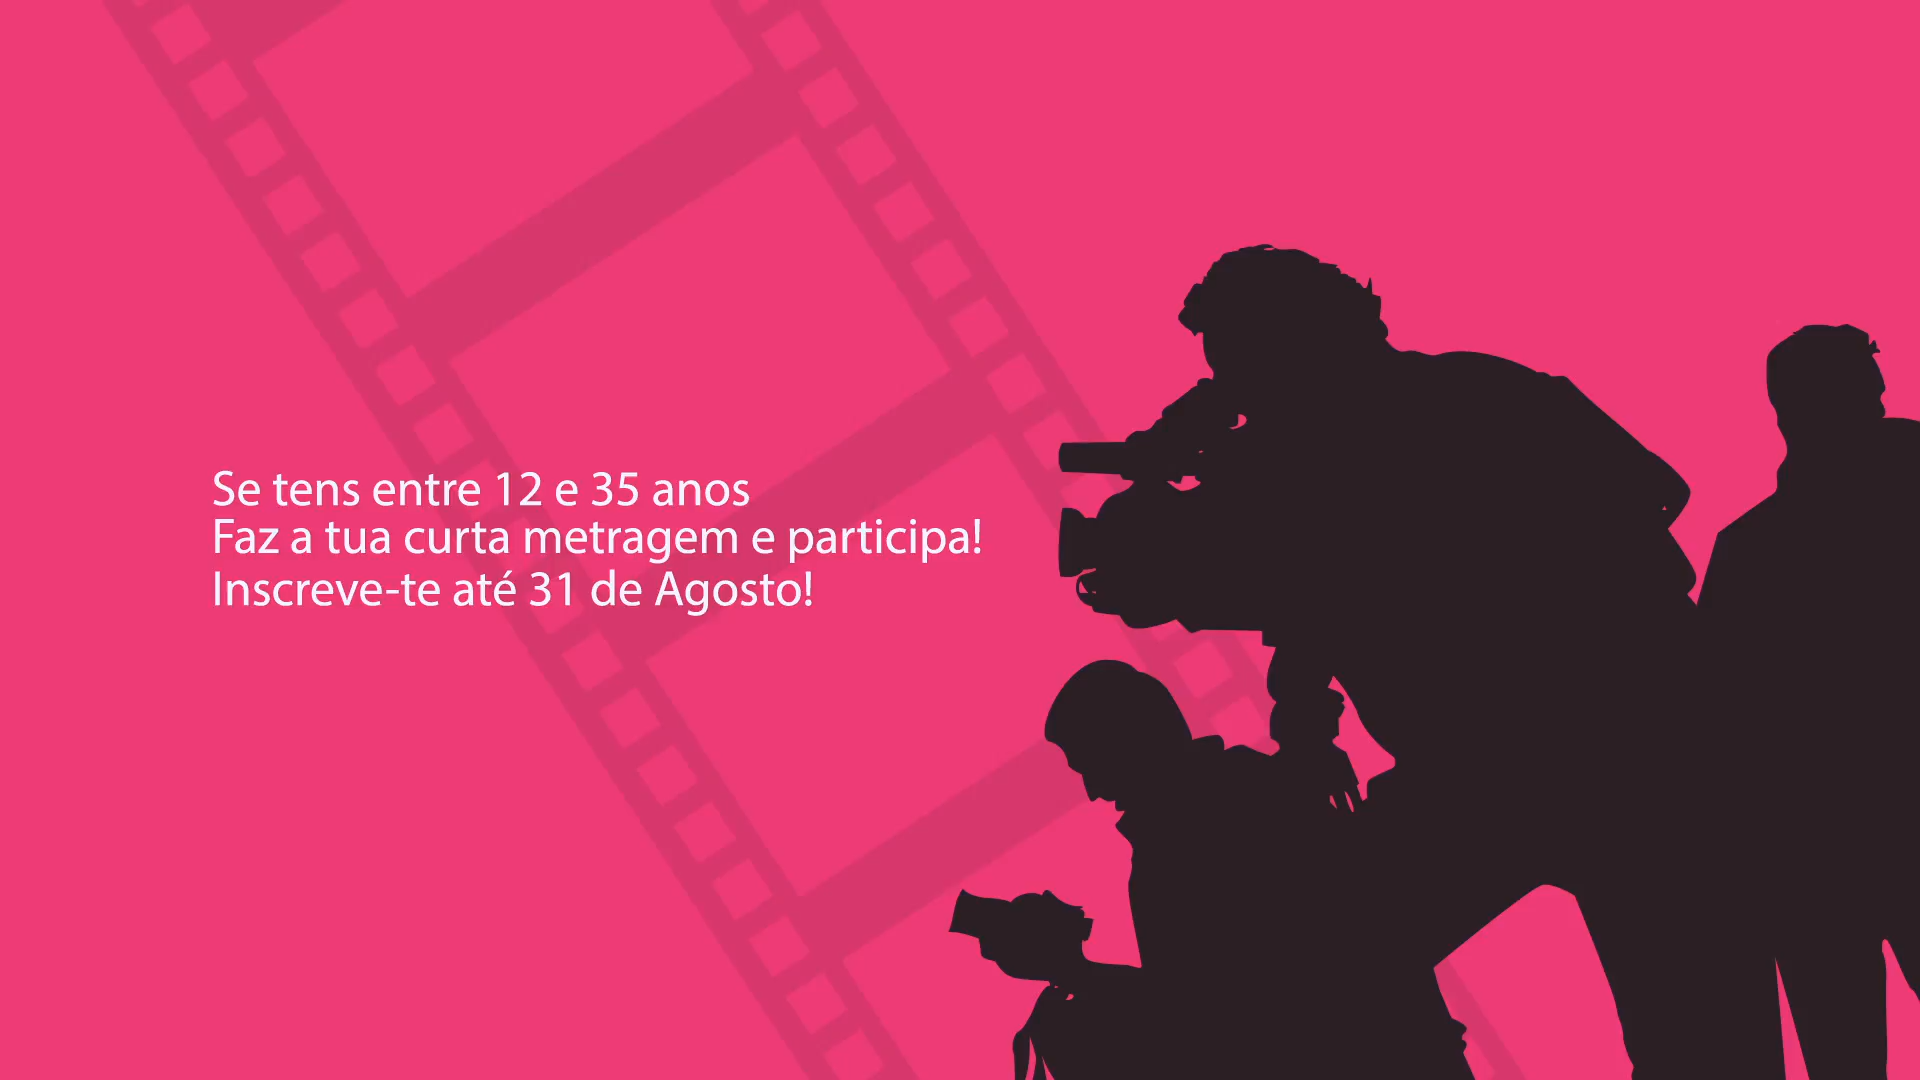 Se tens entre 12 e 35 anos
Faz a tua curta metragem e participa!
Inscreve-te até 31 de Agosto!